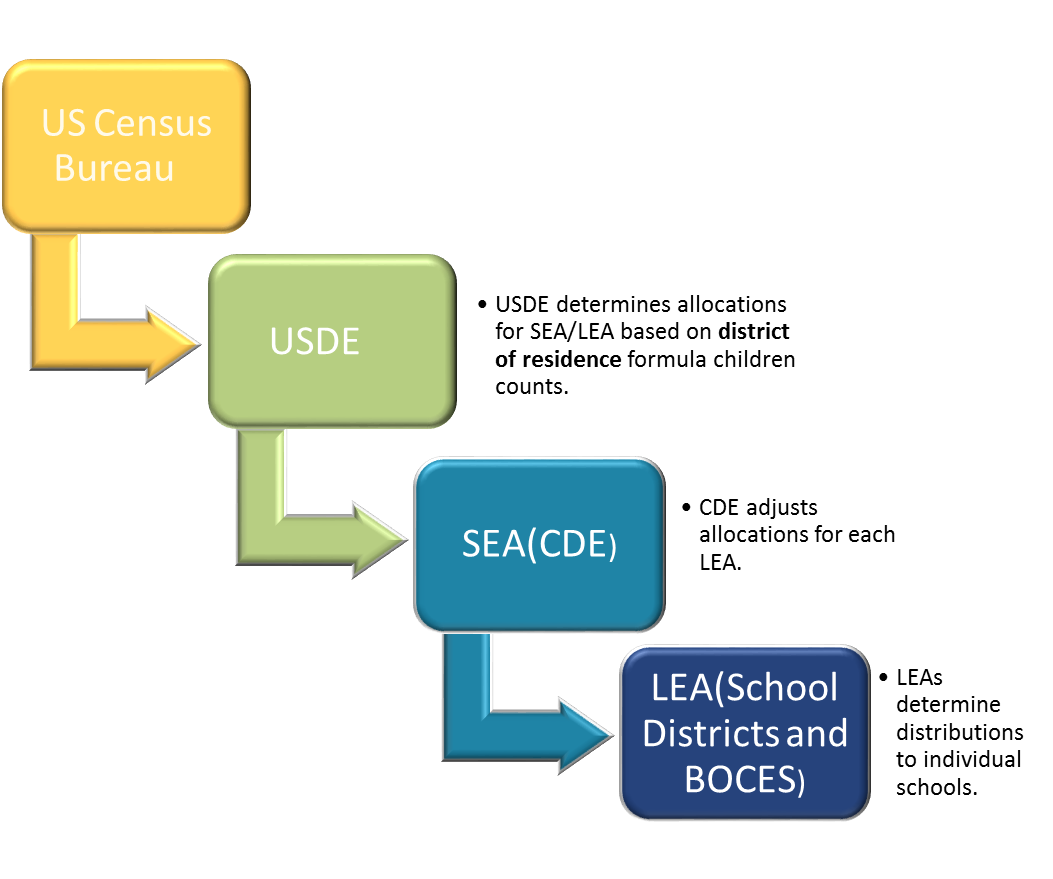 US Census
Bureau
USDE
• USDE determines allocations
for SEA/LEA based on district
of residence formula children
counts.
SEA(CDE)
• CDE adjusts
allocations for each
LEA.
LEA(School
Districts and
BOCES)
• LEAs
determine
distributions
to individual
schools.